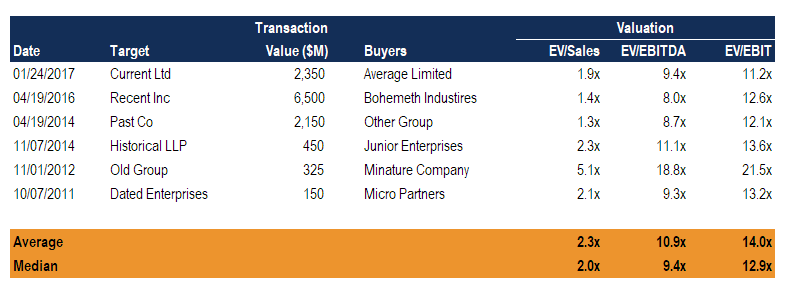 Transaction Valuation
Date Target Value ($M) Buyers EV/Sales EV/EBITDA EV/EBIT
01/24/2017 Current Ltd 2,350 Average Limited 1.9x 9.4x 11.2x
04/19/2016 Recent Inc 6,500 Bohemeth Industires 1.4x 8.0x 12.6x
04/19/2014 Past Co 2,150 Other Group 1.3x 8.7x 12.1x
11/07/2014 Historical LLP 450 Junior Enterprises 2.3x 11.1x 13.6x
11/01/2012 Old Group 325 Minature Company 5.1x 18.8x 21.5x
10/07/2011 Dated Enterprises 150 Micro Partners 2.1x 9.3x 13.2x
Average 2.3x 10.9x 14.0x
Median 2.0x 9.4x 12.9x